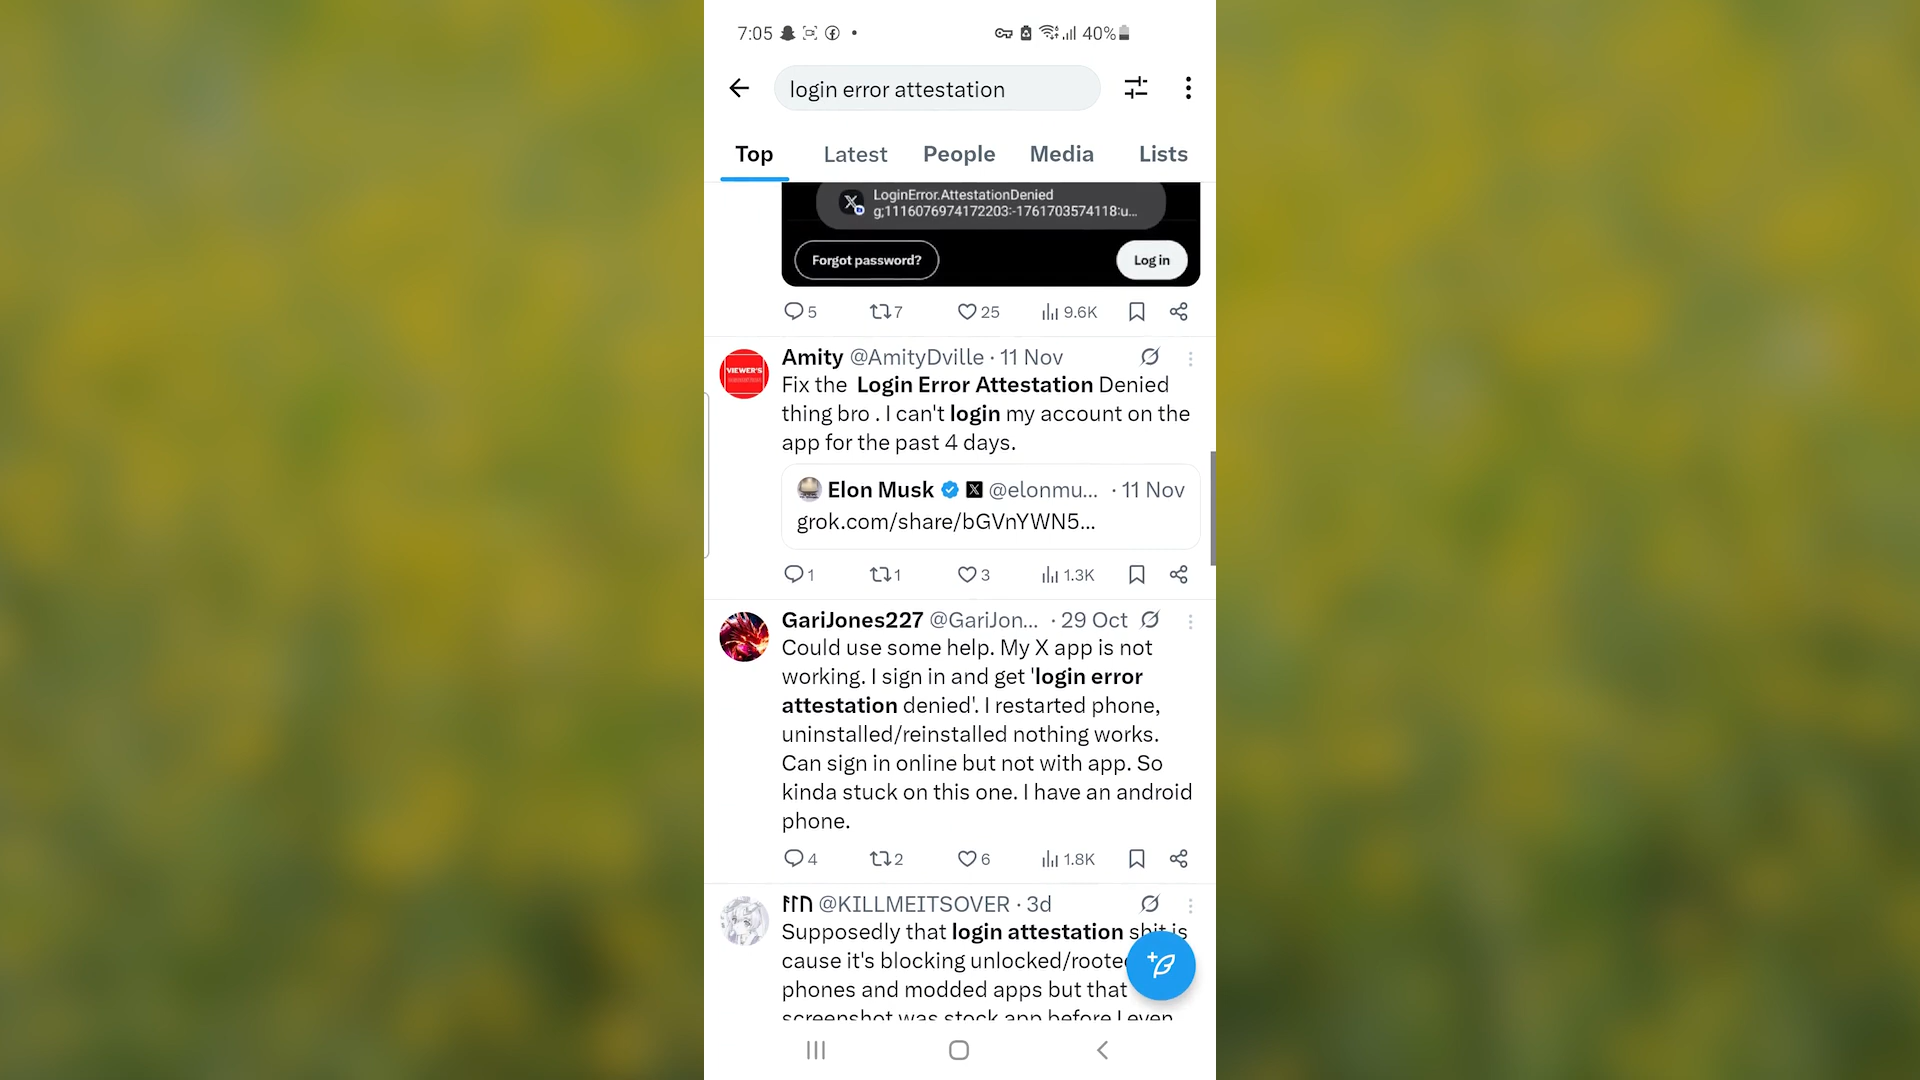 7:05 40%
login error attestation
Top Latest People Media Lists
LoginError.AttestationDenied
g;1116076974172203:-1761703574118:u...
Forgot password? Log in
5 7 25 9.6K
Amity @AmityDville · 11 Nov
Fix the Login Error Attestation Denied
thing bro . I can't login my account on the
app for the past 4 days.
Elon Musk @elonmu... · 11 Nov
grok.com/share/bGVnYWN5...
1 1 3 1.3K
GariJones227 @GariJon... · 29 Oct
Could use some help. My X app is not
working. I sign in and get 'login error
attestation denied'. I restarted phone,
uninstalled/reinstalled nothing works.
Can sign in online but not with app. So
kinda stuck on this one. I have an android
phone.
4 2 6 1.8K
@KILLMEITSOVER · 3d
Supposedly that login attestation shit is
cause it's blocking unlocked/roote
phones and modded apps but that
screenshot was stock app before I even